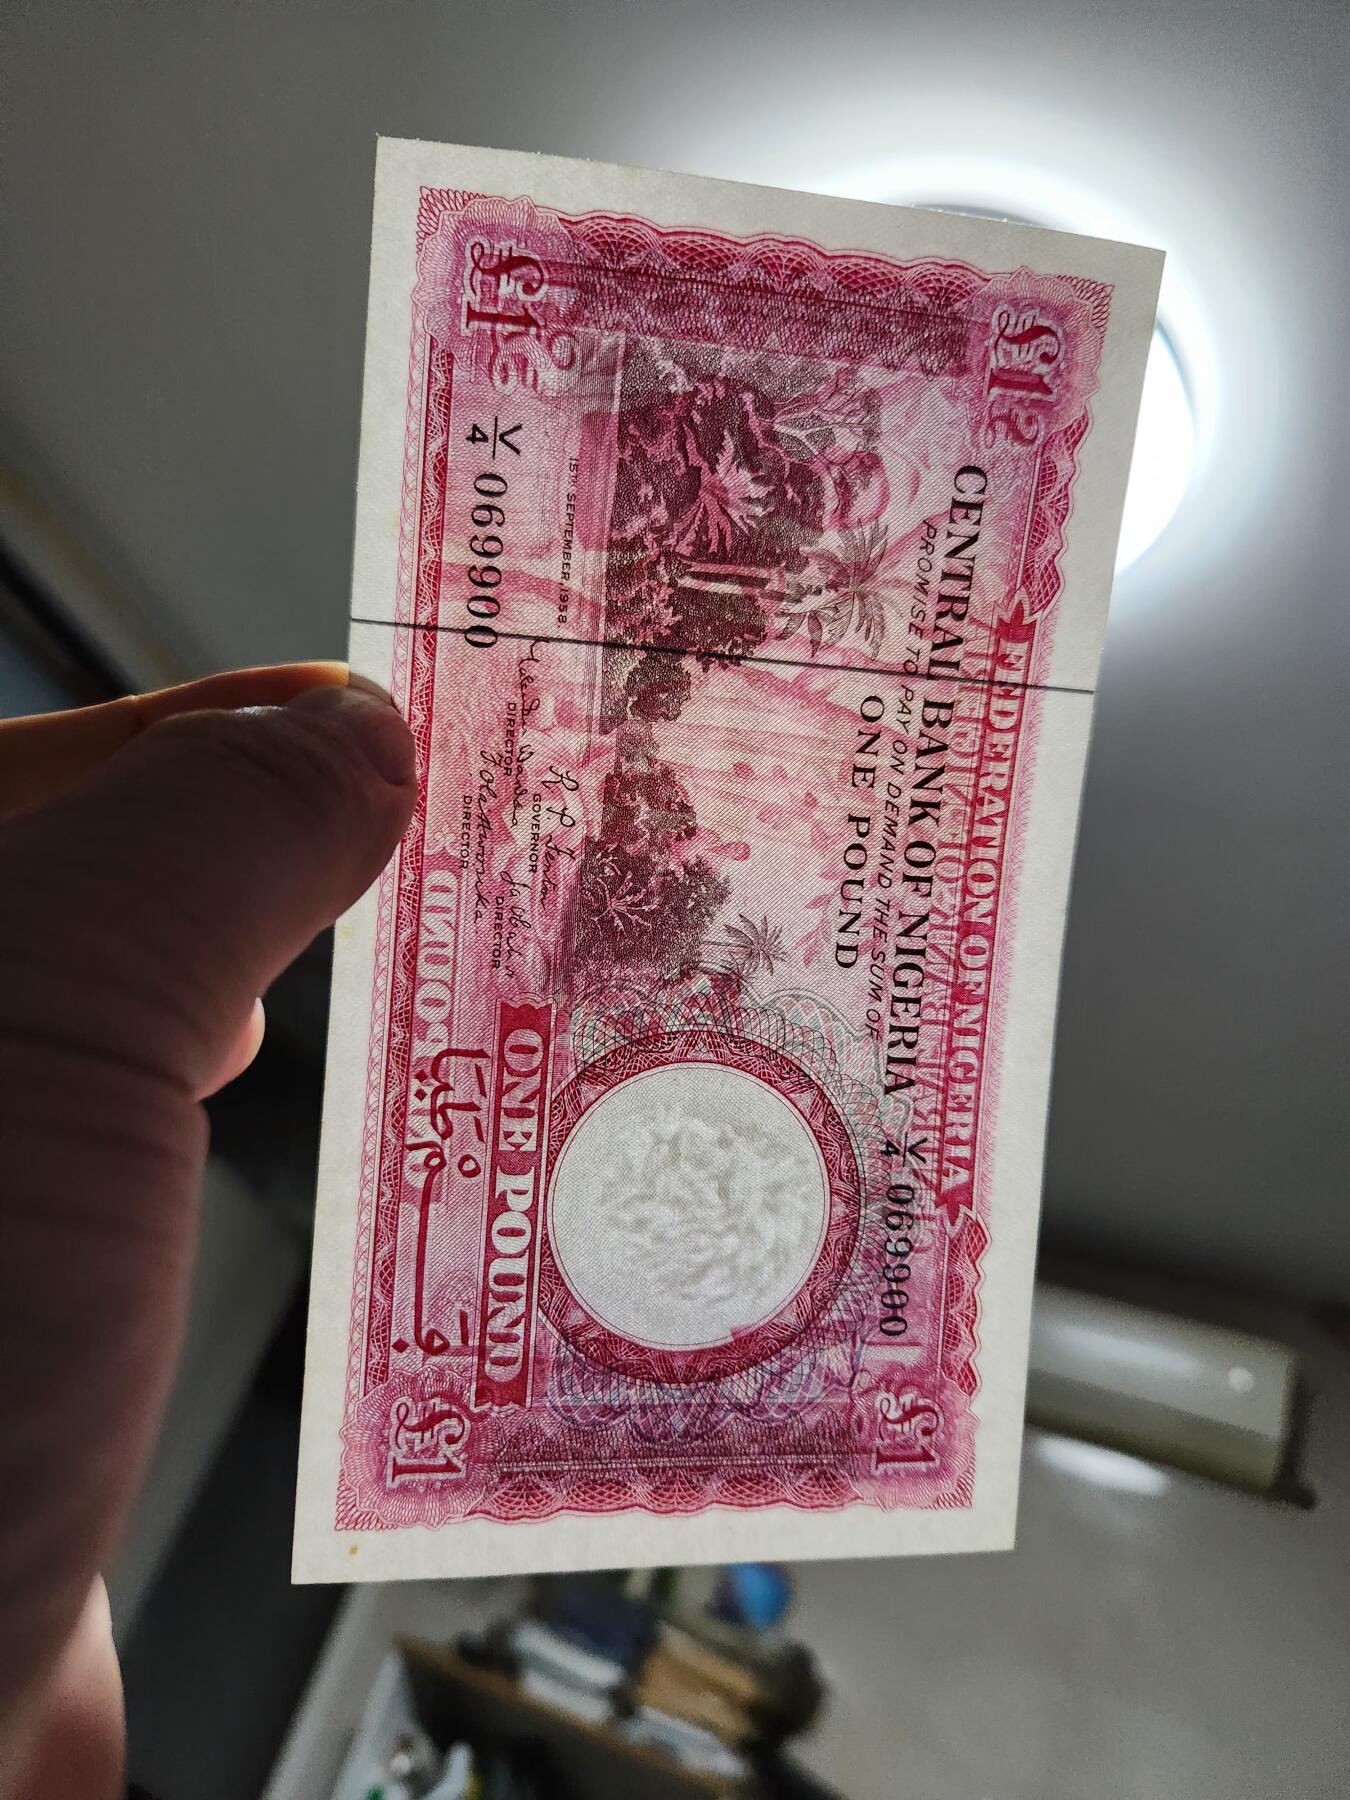 FEDERATION OF NIGERIA
£1 £1
CENTRAL BANK OF NIGERIA V/4 069900
PROMISE TO PAY ON DEMAND THE SUM OF
ONE POUND
15TH SEPTEMBER, 1958
GOVERNOR
DIRECTOR DIRECTOR
DIRECTOR
V/4 069900
ONE POUND
£1 £1